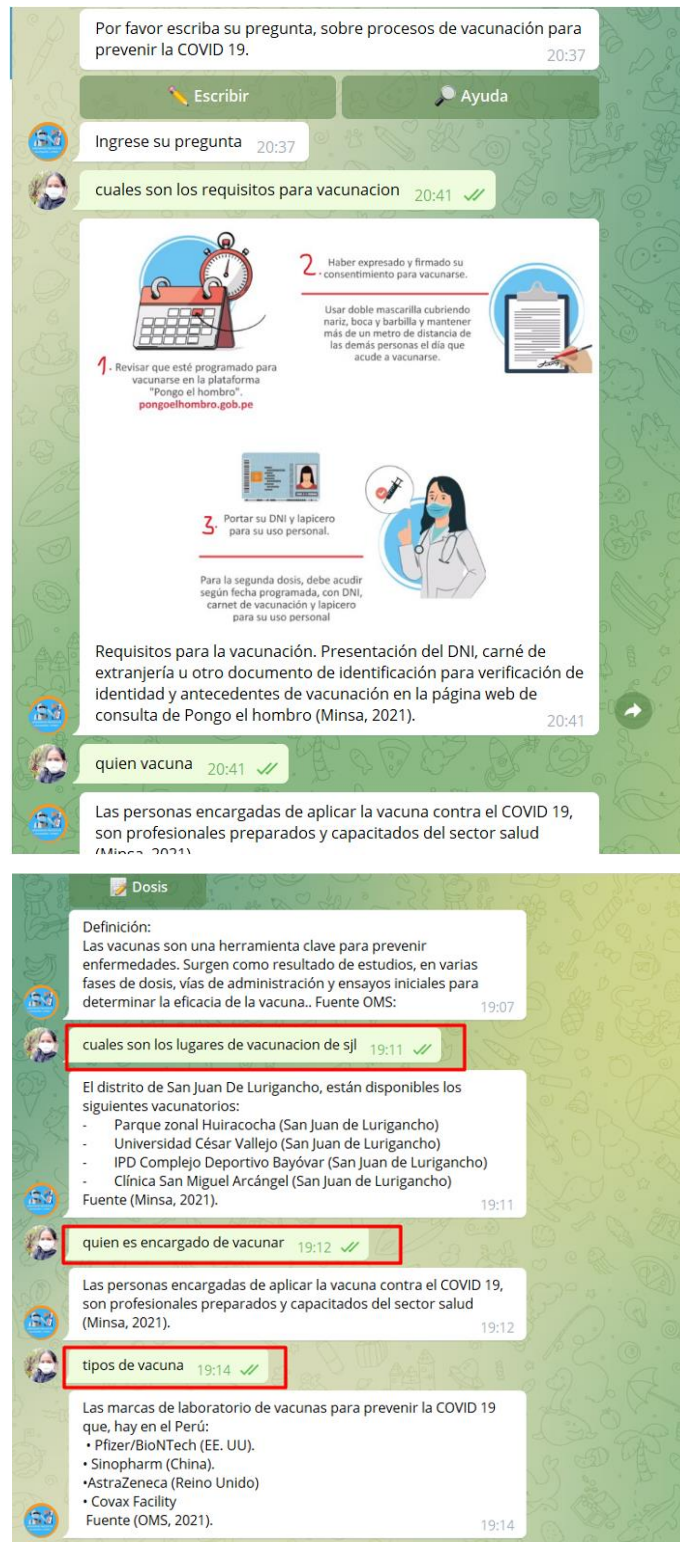 Por favor escriba su pregunta, sobre procesos de vacunación para
prevenir la COVID 19.
20:37
Escribir
Ayuda
Ingrese su pregunta 20:37
cuales son los requisitos para vacunacion 20:41
1. Revisar que esté programado para
vacunarse en la plataforma
"Pongo el hombro".
pongoelhombro.gob.pe
2. Haber expresado y firmado su
consentimiento para vacunarse.
Usar doble mascarilla cubriendo
nariz, boca y barbilla y mantener
más de un metro de distancia de
las demás personas el día que
acude a vacunarse.
3. Portar su DNI y lapicero
para su uso personal.
Para la segunda dosis, debe acudir
según fecha programada, con DNI,
carnet de vacunación y lapicero
para su uso personal
Requisitos para la vacunación. Presentación del DNI, carné de
extranjería u otro documento de identificación para verificación de
identidad y antecedentes de vacunación en la página web de
consulta de Pongo el hombro (Minsa, 2021).
20:41
quien vacuna 20:41
Las personas encargadas de aplicar la vacuna contra el COVID 19,
son profesionales preparados y capacitados del sector salud
(Minsa, 2021)
Dosis
Definición:
Las vacunas son una herramienta clave para prevenir
enfermedades. Surgen como resultado de estudios, en varias
fases de dosis, vías de administración y ensayos iniciales para
determinar la eficacia de la vacuna.. Fuente OMS:
19:07
cuales son los lugares de vacunacion de sjl 19:11
El distrito de San Juan De Lurigancho, están disponibles los
siguientes vacunatorios:
- Parque zonal Huiracocha (San Juan de Lurigancho)
- Universidad César Vallejo (San Juan de Lurigancho)
- IPD Complejo Deportivo Bayóvar (San Juan de Lurigancho)
- Clínica San Miguel Arcángel (San Juan de Lurigancho)
Fuente (Minsa, 2021).
19:11
quien es encargado de vacunar 19:12
Las personas encargadas de aplicar la vacuna contra el COVID 19,
son profesionales preparados y capacitados del sector salud
(Minsa, 2021).
19:12
tipos de vacuna 19:14
Las marcas de laboratorio de vacunas para prevenir la COVID 19
que, hay en el Perú:
• Pfizer/BioNTech (EE. UU).
• Sinopharm (China).
•AstraZeneca (Reino Unido)
• Covax Facility
Fuente (OMS, 2021).
19:14